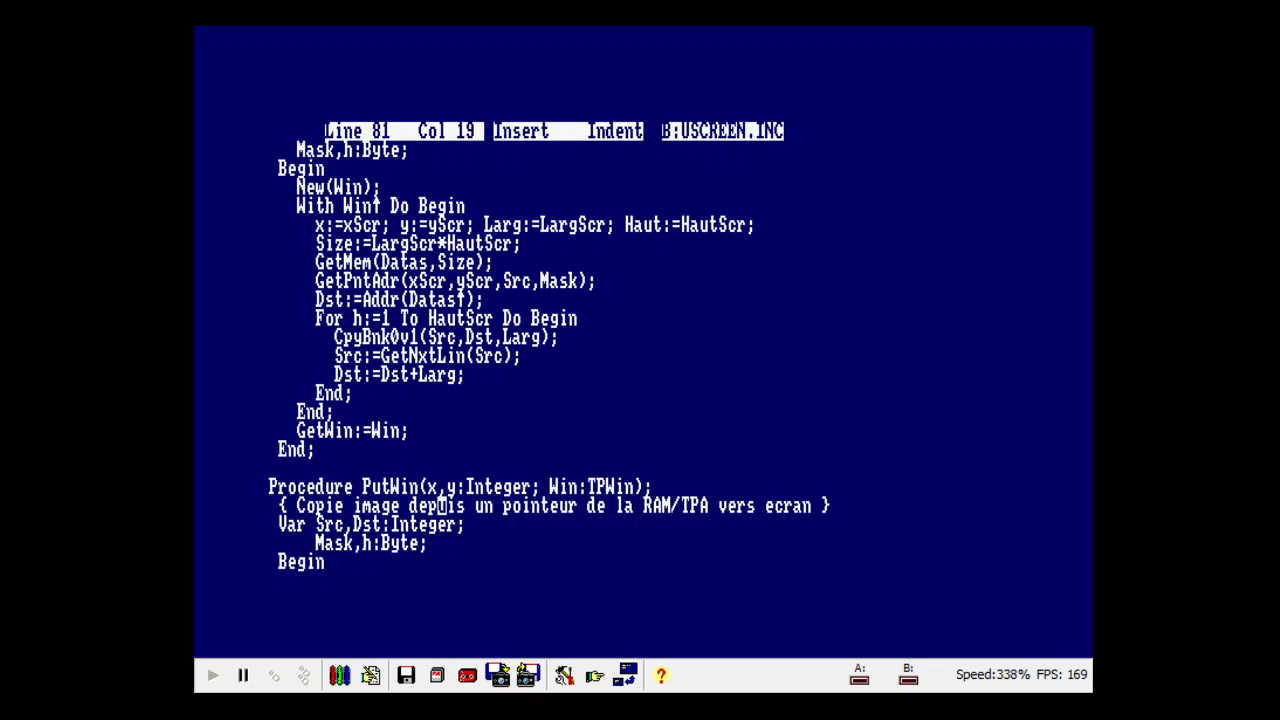 Line 81   Col 19  Insert    Indent  B:USCREEN.INC
   Mask,h:Byte;
 Begin
   New(Win);
   With Win↑ Do Begin
     x:=xScr; y:=yScr; Larg:=LargScr; Haut:=HautScr;
     Size:=LargScr*HautScr;
     GetMem(Datas,Size);
     GetPntAdr(xScr,yScr,Src,Mask);
     Dst:=Addr(Datas↑);
     For h:=1 To HautScr Do Begin
       CpyBnk0v1(Src,Dst,Larg);
       Src:=GetNxtLin(Src);
       Dst:=Dst+Larg;
     End;
   End;
   GetWin:=Win;
 End;

Procedure PutWin(x,y:Integer; Win:TPWin);
 { Copie image depuis un pointeur de la RAM/TPA vers ecran }
 Var Src,Dst:Integer;
     Mask,h:Byte;
 Begin
A: B: Speed:338% FPS: 169